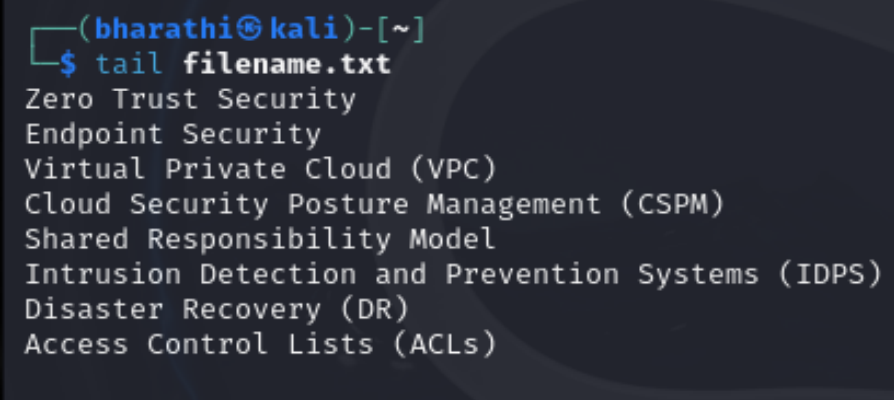 ┌──(bharathi㉿kali)-[~]
└─$ tail filename.txt
Zero Trust Security
Endpoint Security
Virtual Private Cloud (VPC)
Cloud Security Posture Management (CSPM)
Shared Responsibility Model
Intrusion Detection and Prevention Systems (IDPS)
Disaster Recovery (DR)
Access Control Lists (ACLs)